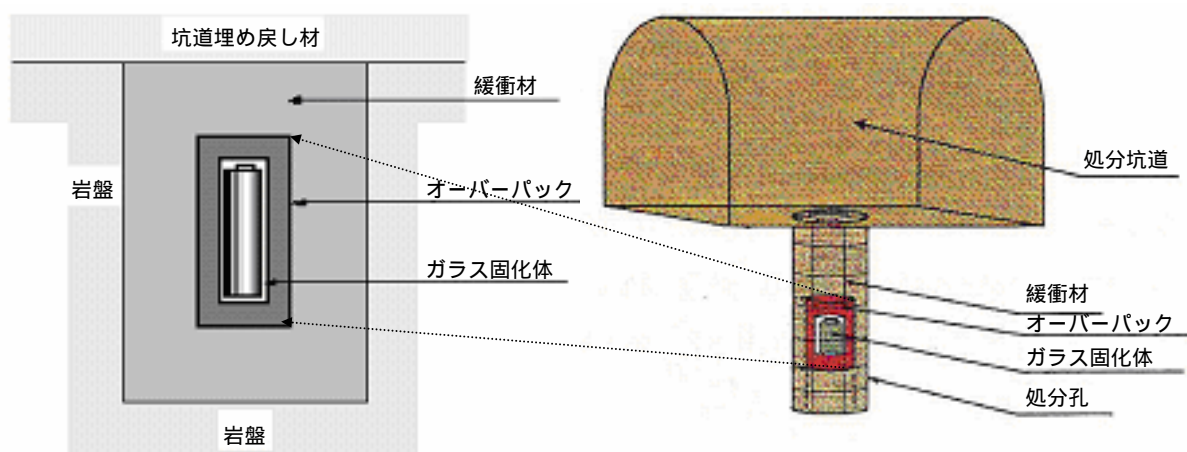 坑道埋め戻し材
緩衝材
岩盤
オーバーパック
ガラス固化体
岩盤
処分坑道
緩衝材
オーバーパック
ガラス固化体
処分孔